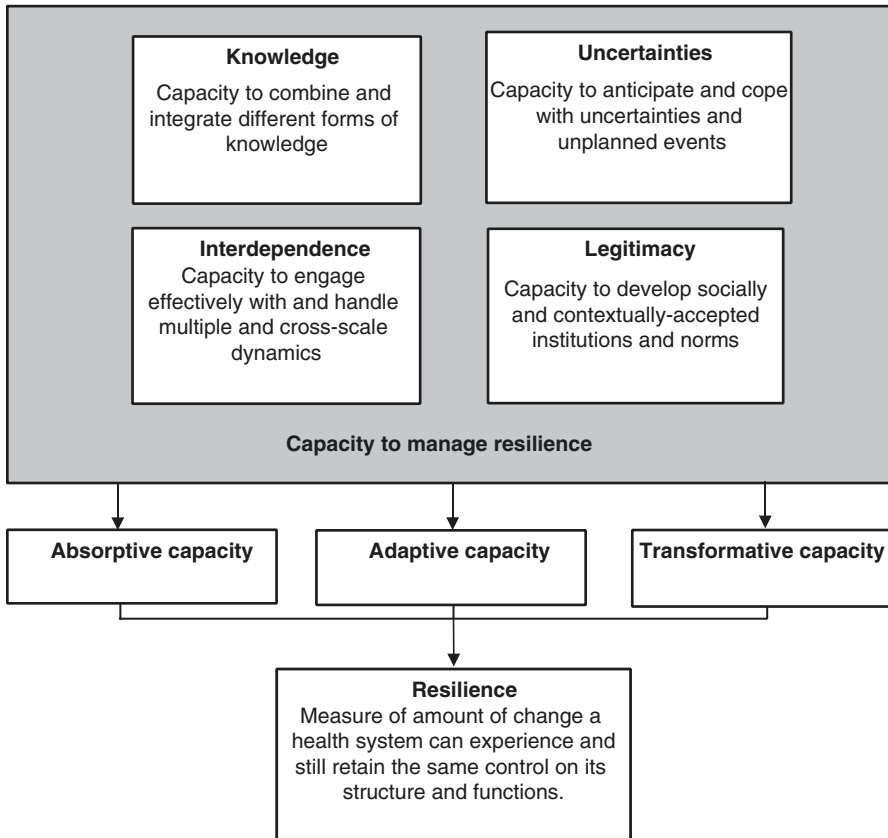 Knowledge
Capacity to combine and
integrate different forms of
knowledge
Uncertainties
Capacity to anticipate and cope
with uncertainties and
unplanned events
Interdependence
Capacity to engage
effectively with and handle
multiple and cross-scale
dynamics
Legitimacy
Capacity to develop socially
and contextually-accepted
institutions and norms
Capacity to manage resilience
Absorptive capacity
Adaptive capacity
Transformative capacity
Resilience
Measure of amount of change a
health system can experience and
still retain the same control on its
structure and functions.